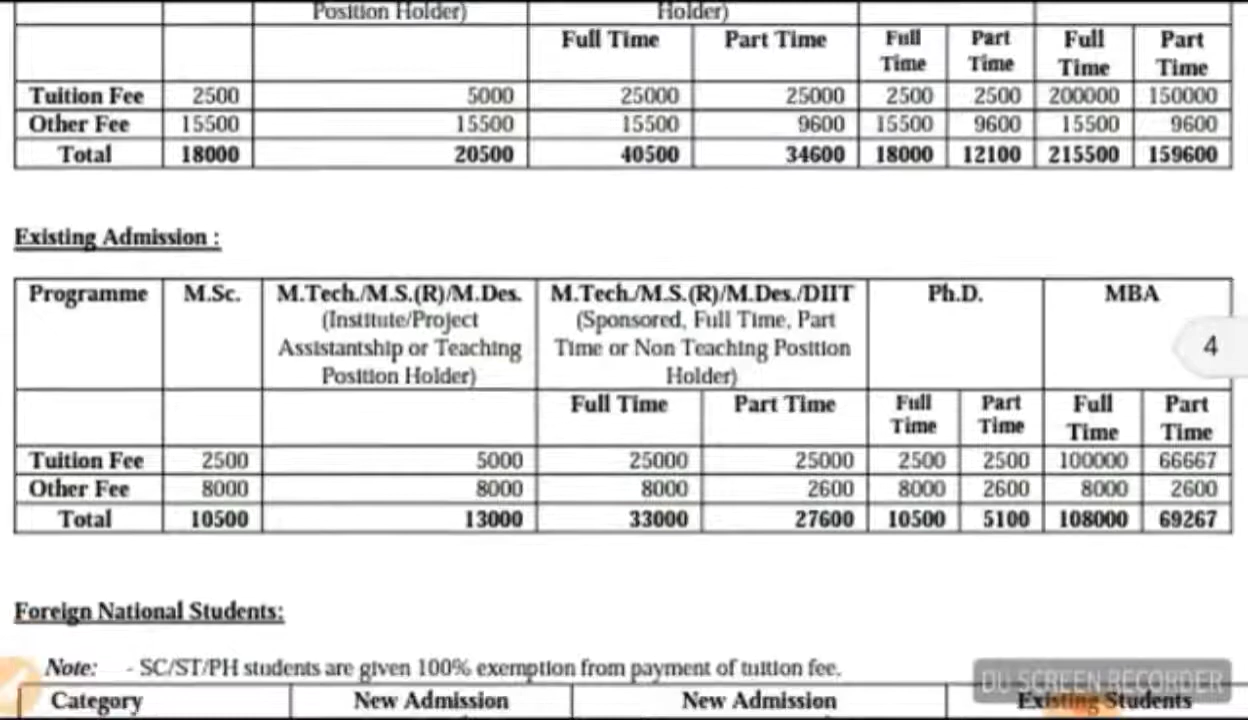 Position Holder) Holder)
Full Time Part Time Full Time Part Time Full Time Part Time
Tuition Fee 2500 5000 25000 25000 2500 2500 200000 150000
Other Fee 15500 15500 15500 9600 15500 9600 15500 9600
Total 18000 20500 40500 34600 18000 12100 215500 159600
Existing Admission :
Programme M.Sc. M.Tech./M.S.(R)/M.Des. M.Tech./M.S.(R)/M.Des./DIIT Ph.D. MBA
(Institute/Project (Sponsored, Full Time, Part
Assistantship or Teaching Time or Non Teaching Position 4
Position Holder) Holder)
Full Time Part Time Full Time Part Time Full Time Part Time
Tuition Fee 2500 5000 25000 25000 2500 2500 100000 66667
Other Fee 8000 8000 8000 2600 8000 2600 8000 2600
Total 10500 13000 33000 27600 10500 5100 108000 69267
Foreign National Students:
Note: - SC/ST/PH students are given 100% exemption from payment of tuition fee.
DU SCREEN RECORDER
Category New Admission New Admission Existing Students